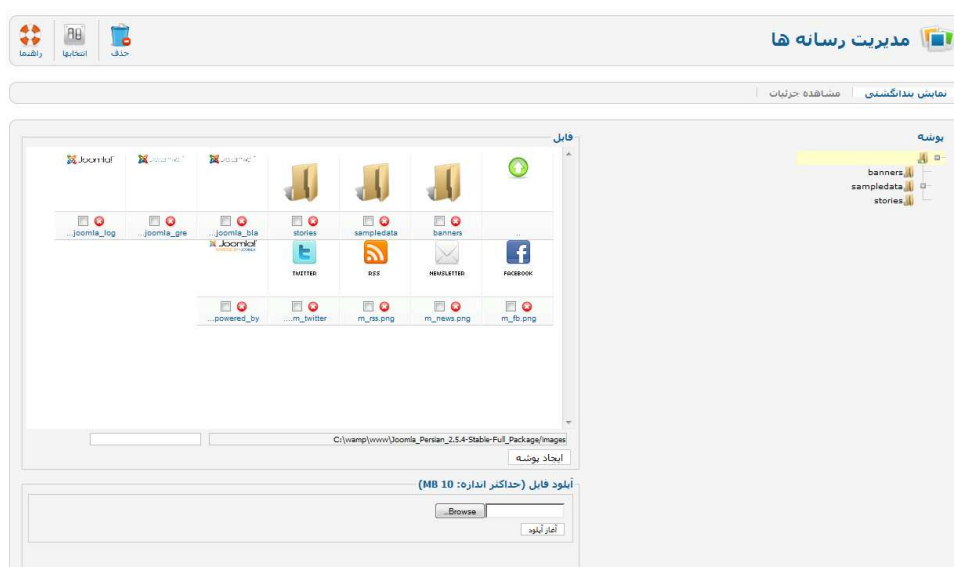 مدیریت رسانه ها
حذف
انتخابها
راهنما
نمایش بندانگشتی
مشاهده جزئیات
پوشه
banners
sampledata
stories
فایل
..
banners
sampledata
stories
joomla_bla...
joomla_gre...
joomla_log...
Joomla!
FACEBOOK
NEWSLETTER
RSS
TWITTER
Joomla!
m_fb.png
m_news.png
m_rss.png
m_twitter....
powered_by...
C:\wamp\www\Joomla_Persian_2.5.4-Stable-Full_Package/images
ایجاد پوشه
آپلود فایل (حداکثر اندازه: 10 MB)
Browse..
آغاز آپلود